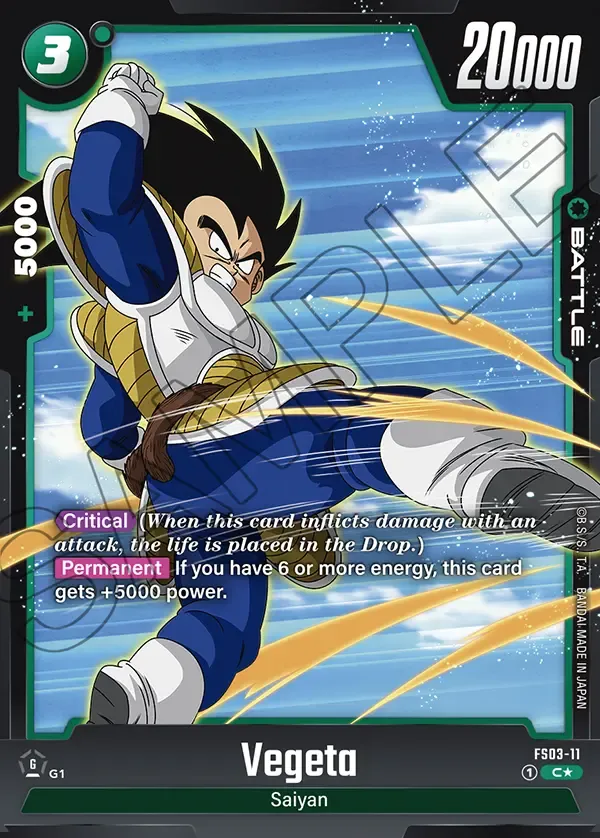 3
20000
+ 5000
BATTLE
SAMPLE
Critical (When this card inflicts damage with an
attack, the life is placed in the Drop.)
Permanent If you have 6 or more energy, this card
gets +5000 power.
©B.S./S., T.A. BANDAI MADE IN JAPAN
Vegeta
FS03-11
G G1
1 C★
Saiyan